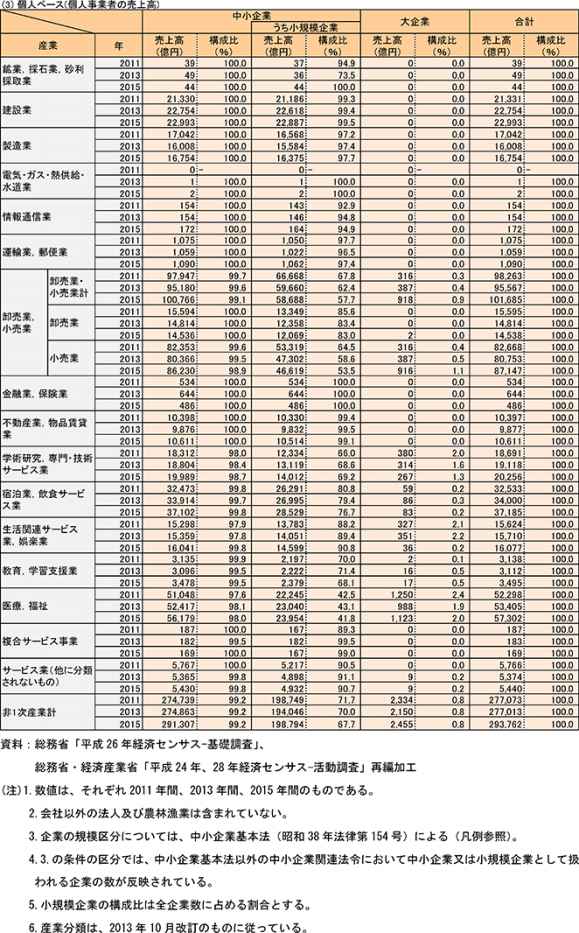 (3) 個人ベース(個人事業者の売上高)
中小企業 大企業 合計
うち小規模企業
産業 年 売上高(億円) 構成比(%) 売上高(億円) 構成比(%) 売上高(億円) 構成比(%) 売上高(億円) 構成比(%)
鉱業, 採石業, 砂利採取業
2011 39 100.0 37 94.9 0 0.0 39 100.0
2013 49 100.0 36 73.5 0 0.0 49 100.0
2015 44 100.0 44 100.0 0 0.0 44 100.0
建設業
2011 21,330 100.0 21,186 99.3 0 0.0 21,331 100.0
2013 22,754 100.0 22,618 99.4 0 0.0 22,754 100.0
2015 22,993 100.0 22,887 99.5 0 0.0 22,993 100.0
製造業
2011 17,042 100.0 16,568 97.2 0 0.0 17,042 100.0
2013 16,008 100.0 15,584 97.4 0 0.0 16,008 100.0
2015 16,754 100.0 16,375 97.7 0 0.0 16,754 100.0
電気・ガス・熱供給・水道業
2011 0 - 0 - 0 - 0 -
2013 1 100.0 1 100.0 0 0.0 1 100.0
2015 2 100.0 2 100.0 0 0.0 2 100.0
情報通信業
2011 154 100.0 143 92.9 0 0.0 154 100.0
2013 154 100.0 146 94.8 0 0.0 154 100.0
2015 172 100.0 164 94.9 0 0.0 172 100.0
運輸業, 郵便業
2011 1,075 100.0 1,050 97.7 0 0.0 1,075 100.0
2013 1,059 100.0 1,022 96.5 0 0.0 1,059 100.0
2015 1,090 100.0 1,062 97.4 0 0.0 1,090 100.0
卸売業, 小売業
卸売業・小売業計
2011 97,947 99.7 66,668 67.8 316 0.3 98,263 100.0
2013 95,180 99.6 59,660 62.4 387 0.4 95,567 100.0
2015 100,766 99.1 58,688 57.7 918 0.9 101,685 100.0
卸売業
2011 15,594 100.0 13,349 85.6 0 0.0 15,595 100.0
2013 14,814 100.0 12,358 83.4 0 0.0 14,814 100.0
2015 14,536 100.0 12,069 83.0 2 0.0 14,538 100.0
小売業
2011 82,353 99.6 53,319 64.5 316 0.4 82,668 100.0
2013 80,366 99.5 47,302 58.6 387 0.5 80,753 100.0
2015 86,230 98.9 46,619 53.5 916 1.1 87,147 100.0
金融業, 保険業
2011 534 100.0 534 100.0 0 0.0 534 100.0
2013 644 100.0 644 100.0 0 0.0 644 100.0
2015 486 100.0 486 100.0 0 0.0 486 100.0
不動産業, 物品賃貸業
2011 10,398 100.0 10,330 99.4 0 0.0 10,397 100.0
2013 9,876 100.0 9,832 99.5 0 0.0 9,877 100.0
2015 10,611 100.0 10,514 99.1 0 0.0 10,611 100.0
学術研究, 専門・技術サービス業
2011 18,312 98.0 12,334 66.0 380 2.0 18,691 100.0
2013 18,804 98.4 13,119 68.6 314 1.6 19,118 100.0
2015 19,989 98.7 14,012 69.2 267 1.3 20,256 100.0
宿泊業, 飲食サービス業
2011 32,473 99.8 26,291 80.8 59 0.2 32,533 100.0
2013 33,914 99.7 26,995 79.4 86 0.3 34,000 100.0
2015 37,102 99.8 28,529 76.7 83 0.2 37,185 100.0
生活関連サービス業, 娯楽業
2011 15,298 97.9 13,783 88.2 327 2.1 15,624 100.0
2013 15,359 97.8 14,051 89.4 351 2.2 15,710 100.0
2015 16,041 99.8 14,599 90.8 36 0.2 16,077 100.0
教育, 学習支援業
2011 3,135 99.9 2,197 70.0 2 0.1 3,138 100.0
2013 3,096 99.5 2,222 71.4 16 0.5 3,112 100.0
2015 3,478 99.5 2,379 68.1 17 0.5 3,495 100.0
医療, 福祉
2011 51,048 97.6 22,245 42.5 1,250 2.4 52,298 100.0
2013 52,417 98.1 23,040 43.1 988 1.9 53,405 100.0
2015 56,179 98.0 23,954 41.8 1,123 2.0 57,302 100.0
複合サービス事業
2011 187 100.0 167 89.3 0 0.0 187 100.0
2013 182 99.5 182 99.5 0 0.0 183 100.0
2015 169 100.0 167 99.0 0 0.0 169 100.0
サービス業(他に分類されないもの)
2011 5,767 100.0 5,217 90.5 0 0.0 5,766 100.0
2013 5,365 99.8 4,898 91.1 9 0.2 5,374 100.0
2015 5,430 99.8 4,932 90.7 9 0.2 5,440 100.0
非1次産業計
2011 274,739 99.2 198,749 71.7 2,334 0.8 277,073 100.0
2013 274,863 99.2 194,046 70.0 2,150 0.8 277,013 100.0
2015 291,307 99.2 198,794 67.7 2,455 0.8 293,762 100.0
資料：総務省「平成26年経済センサス-基礎調査」、
総務省・経済産業省「平成24年、28年経済センサス-活動調査」再編加工
(注)1. 数値は、それぞれ2011年間、2013年間、2015年間のものである。
2. 会社以外の法人及び農林漁業は含まれていない。
3. 企業の規模区分については、中小企業基本法（昭和38年法律第154号）による（凡例参照）。
4. 3. の条件の区分では、中小企業基本法以外の中小企業関連法令において中小企業又は小規模企業として扱
われる企業の数が反映されている。
5. 小規模企業の構成比は全企業数に占める割合とする。
6. 産業分類は、2013年10月改訂のものに従っている。